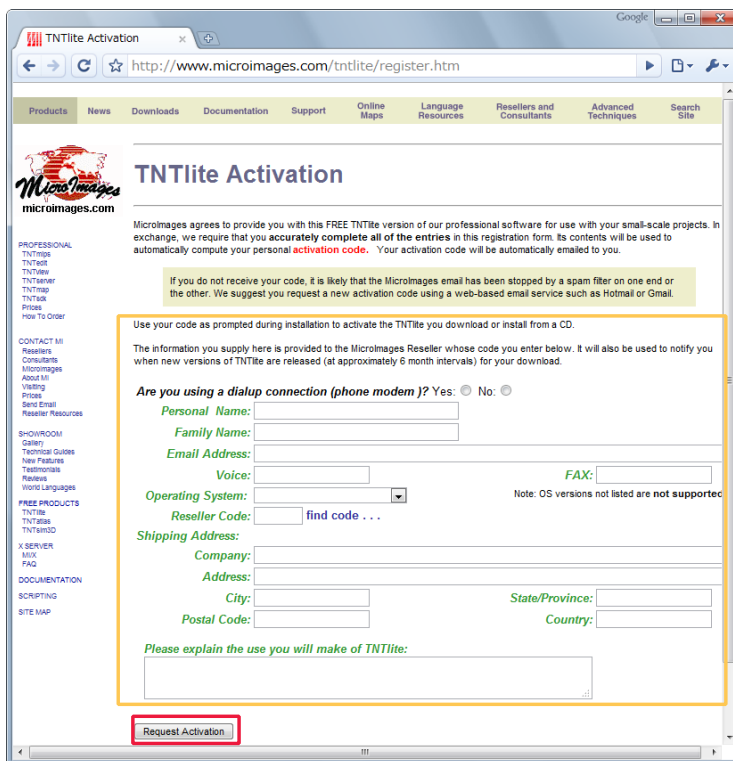 Google
TNTlite Activation
http://www.microimages.com/tntlite/register.htm
Products News Downloads Documentation Support Online Maps Language Resources Resellers and Consultants Advanced Techniques Search Site
MicroImages
microimages.com
TNTlite Activation
MicroImages agrees to provide you with this FREE TNTlite version of our professional software for use with your small-scale projects. In
exchange, we require that you accurately complete all of the entries in this registration form. Its contents will be used to
automatically compute your personal activation code. Your activation code will be automatically emailed to you.
If you do not receive your code, it is likely that the MicroImages email has been stopped by a spam filter on one end or
the other. We suggest you request a new activation code using a web-based email service such as Hotmail or Gmail.
PROFESSIONAL
TNTmips
TNTedit
TNTview
TNTserver
TNTmap
TNTsdk
Prices
How To Order
CONTACT MI
Resellers
Consultants
MicroImages
About MI
Visiting
Prices
Send Email
Reseller Resources
SHOWROOM
Gallery
Technical Guides
New Features
Testimonials
Reviews
World Languages
FREE PRODUCTS
TNTlite
TNTatlas
TNTsim3D
X SERVER
MI/X
FAQ
DOCUMENTATION
SCRIPTING
SITE MAP
Use your code as prompted during installation to activate the TNTlite you download or install from a CD.
The information you supply here is provided to the MicroImages Reseller whose code you enter below. It will also be used to notify you
when new versions of TNTlite are released (at approximately 6 month intervals) for your download.
Are you using a dialup connection (phone modem )? Yes: No:
Personal Name:
Family Name:
Email Address:
Voice: FAX:
Operating System: Note: OS versions not listed are not supported
Reseller Code: find code . . .
Shipping Address:
Company:
Address:
City: State/Province:
Postal Code: Country:
Please explain the use you will make of TNTlite:
Request Activation